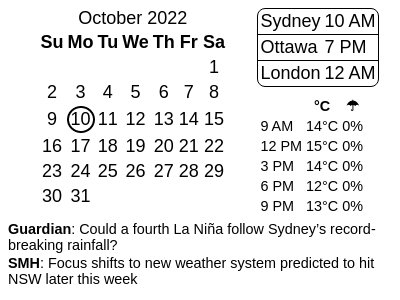 October 2022
Su Mo Tu We Th Fr Sa
1
2 3 4 5 6 7 8
9 10 11 12 13 14 15
16 17 18 19 20 21 22
23 24 25 26 27 28 29
30 31
Sydney 10 AM
Ottawa 7 PM
London 12 AM
°C ☂
9 AM 14°C 0%
12 PM 15°C 0%
3 PM 14°C 0%
6 PM 12°C 0%
9 PM 13°C 0%
Guardian: Could a fourth La Niña follow Sydney’s record-
breaking rainfall?
SMH: Focus shifts to new weather system predicted to hit
NSW later this week